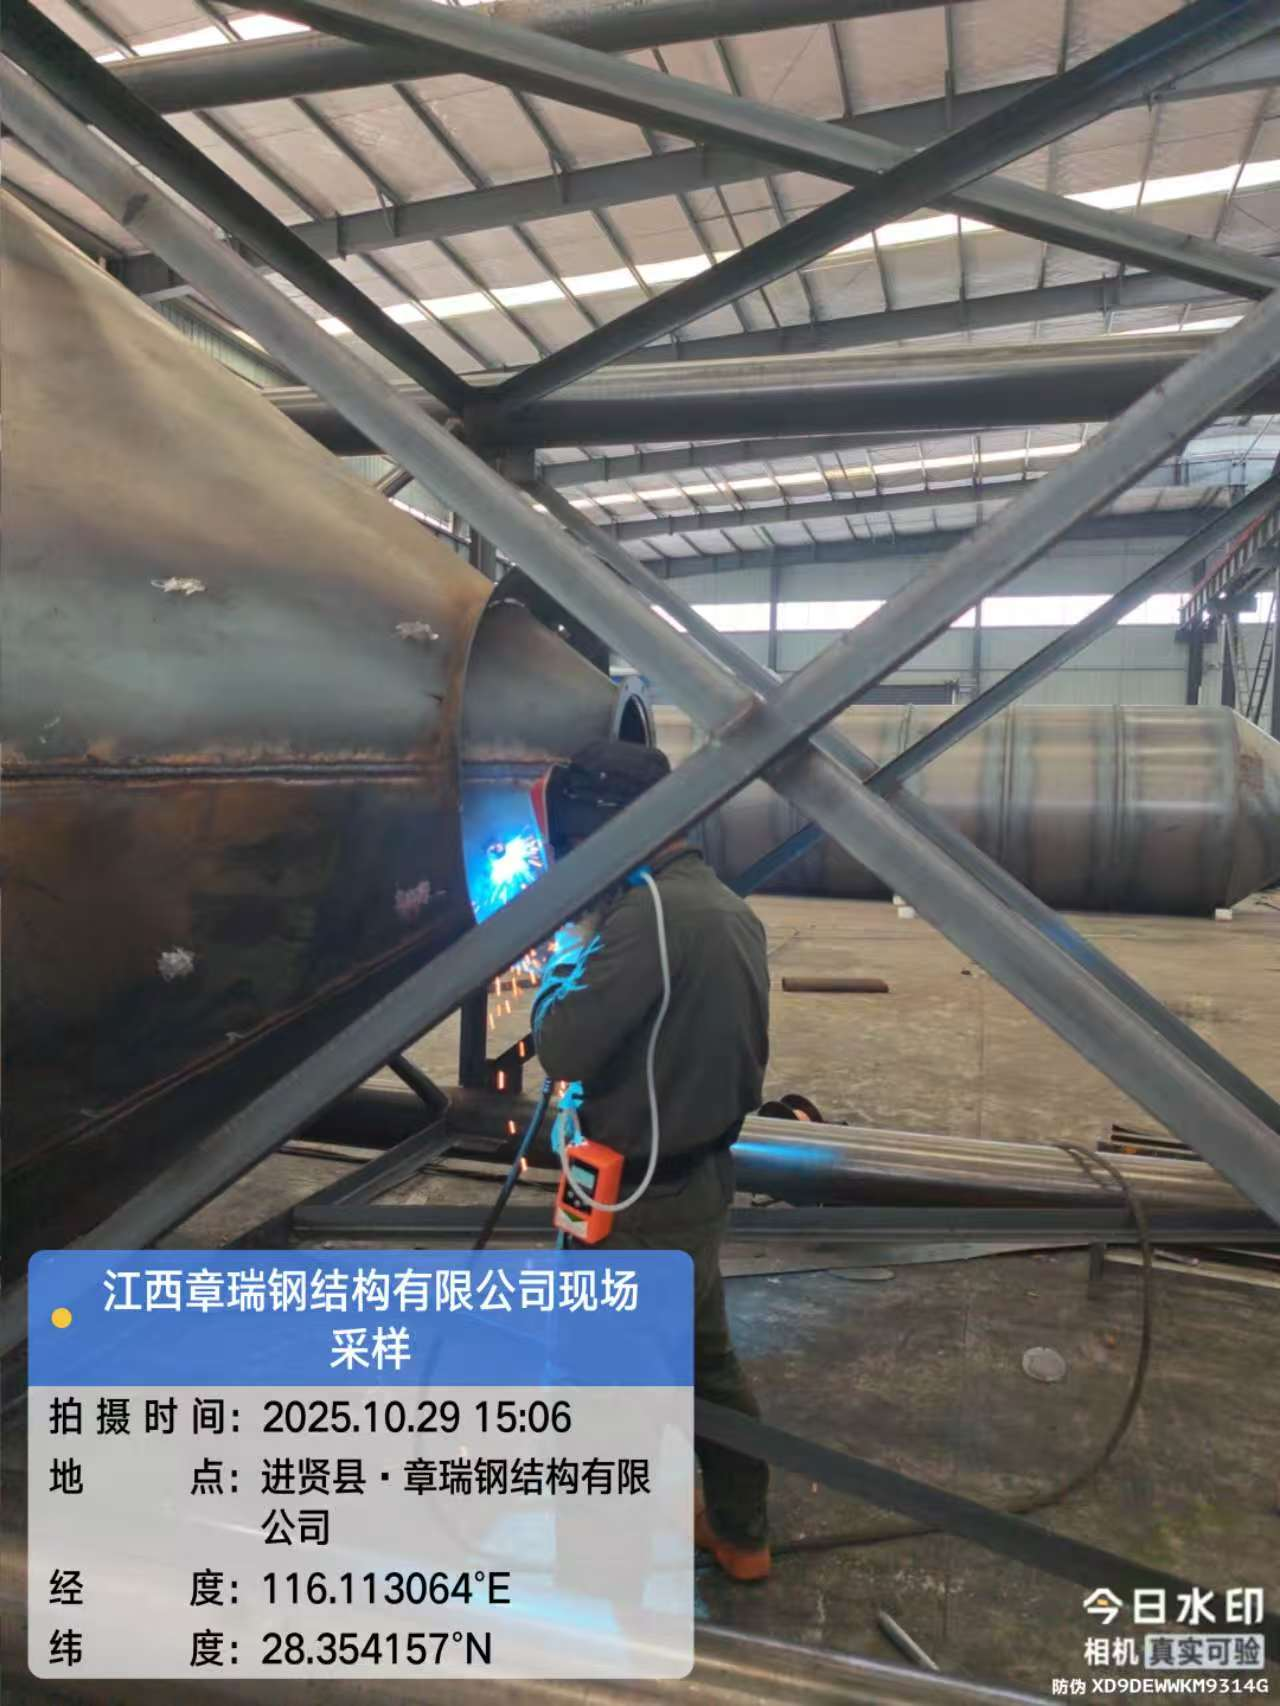 江西章瑞钢结构有限公司现场
采样
拍摄时间：2025.10.29 15:06
地点：进贤县·章瑞钢结构有限
公司
经度：116.113064°E
纬度：28.354157°N
今日水印
相机 真实可验
防伪 XD9DEWWKM9314G